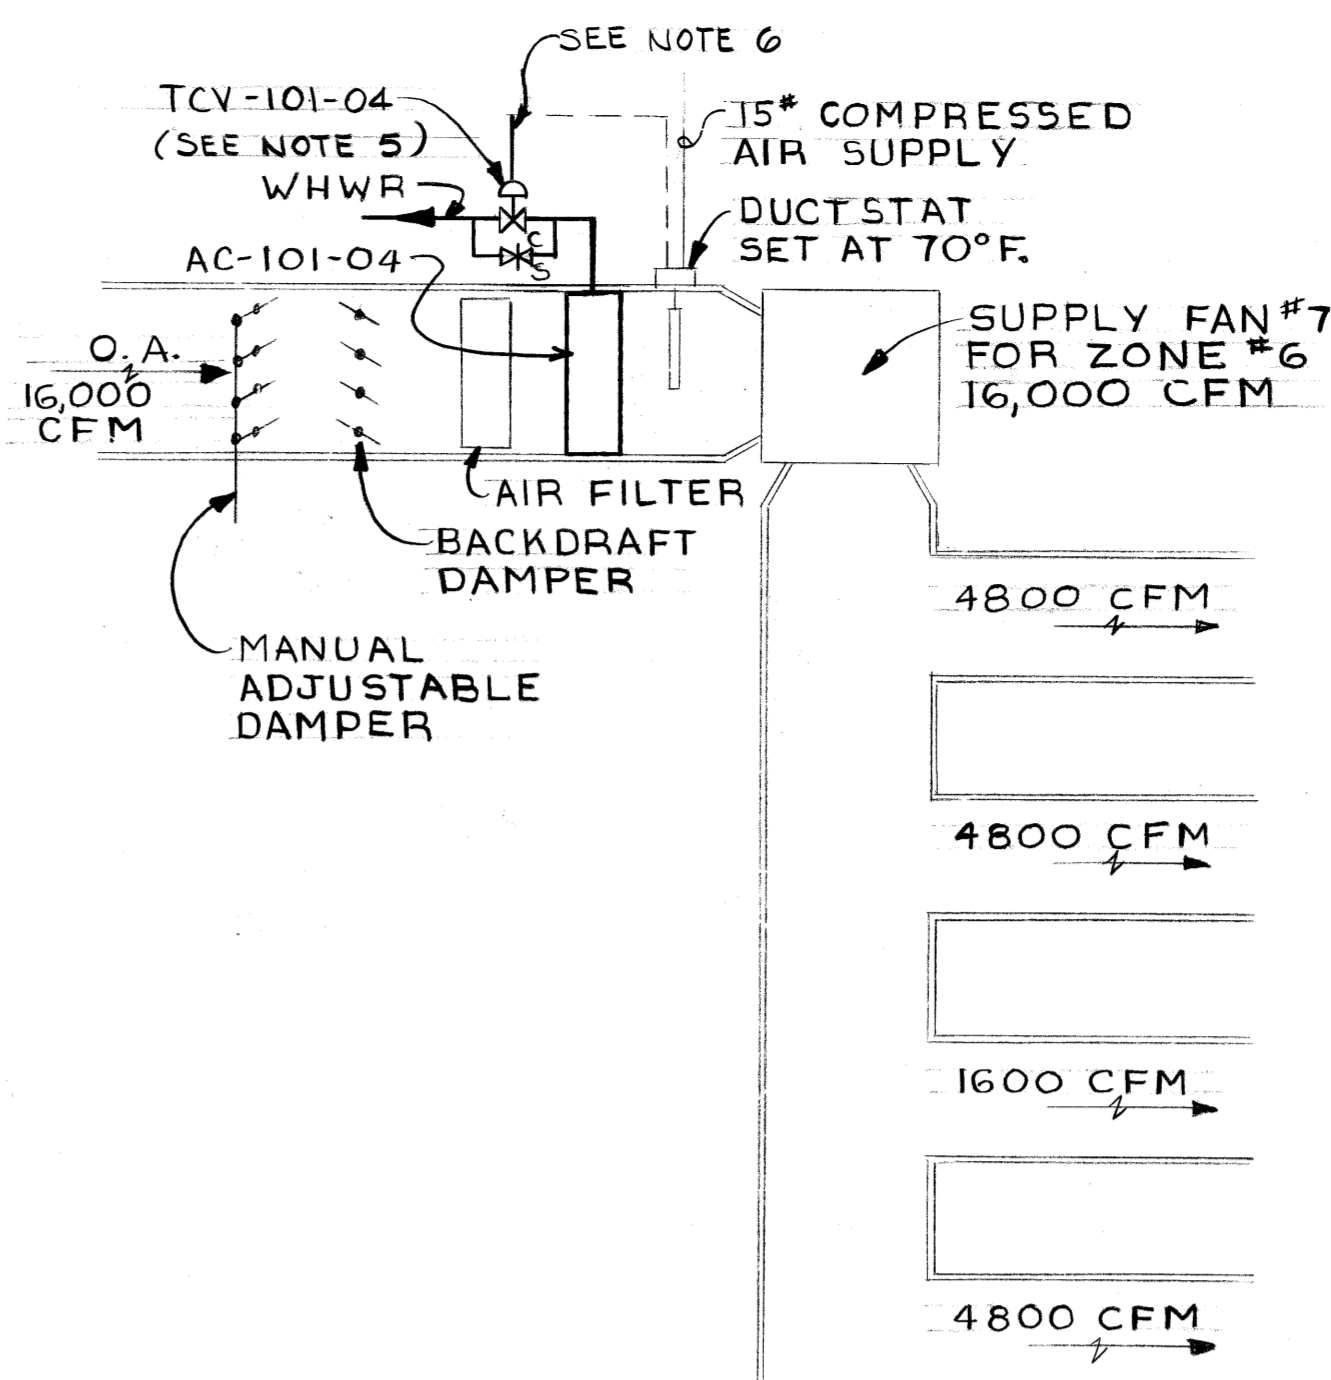 SEE NOTE 6
TCV-101-04
(SEE NOTE 5)
WHWR
C
S
AC-101-04
15# COMPRESSED
AIR SUPPLY
DUCTSTAT
SET AT 70°F.
O.A.
16,000
CFM
SUPPLY FAN #7
FOR ZONE #6
16,000 CFM
AIR FILTER
BACKDRAFT
DAMPER
MANUAL
ADJUSTABLE
DAMPER
4800 CFM
4800 CFM
1600 CFM
4800 CFM